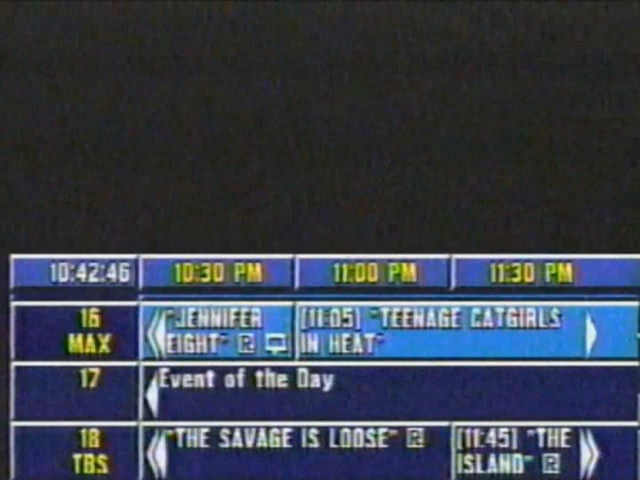 10:42:46 10:30 PM 11:00 PM 11:30 PM
16 "JENNIFER [11:05] "TEENAGE CATGIRLS
MAX EIGHT" R IN HEAT"
17 Event of the Day
18 "THE SAVAGE IS LOOSE" R [11:45] "THE
TBS ISLAND" R